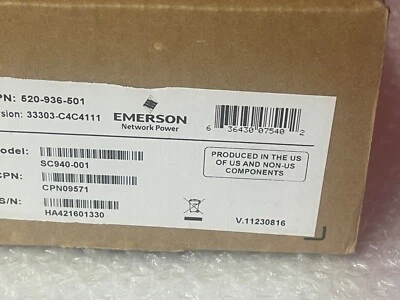 PN: 520-936-501
rsion: 33303-C4C4111
EMERSON
Network Power
6 36430 07540 2
odel:
SC940-001
CPN:
CPN09571
S/N:
HA421601330
PRODUCED IN THE US
OF US AND NON-US
COMPONENTS
V.11230816